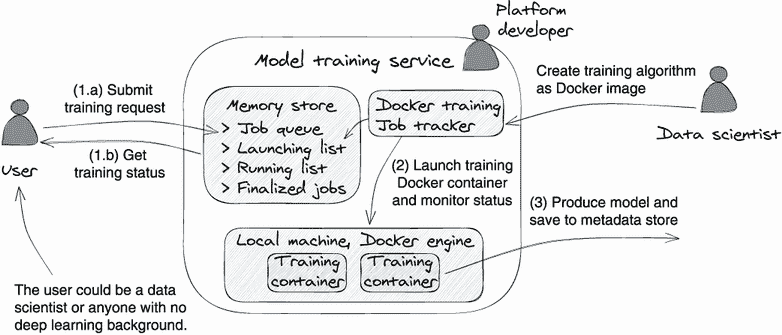 Platform
developer
Model training service
(1.a) Submit
training request
Create training algorithm
as Docker image
Memory store
> Job queue
> Launching list
> Running list
> Finalized jobs
Docker training
Job tracker
Data scientist
(1.b) Get
training status
User
(2) Launch training
Docker container
and monitor status
(3) Produce model and
save to metadata store
Local machine, Docker engine
Training
container
Training
container
The user could be a data
scientist or anyone with no
deep learning background.